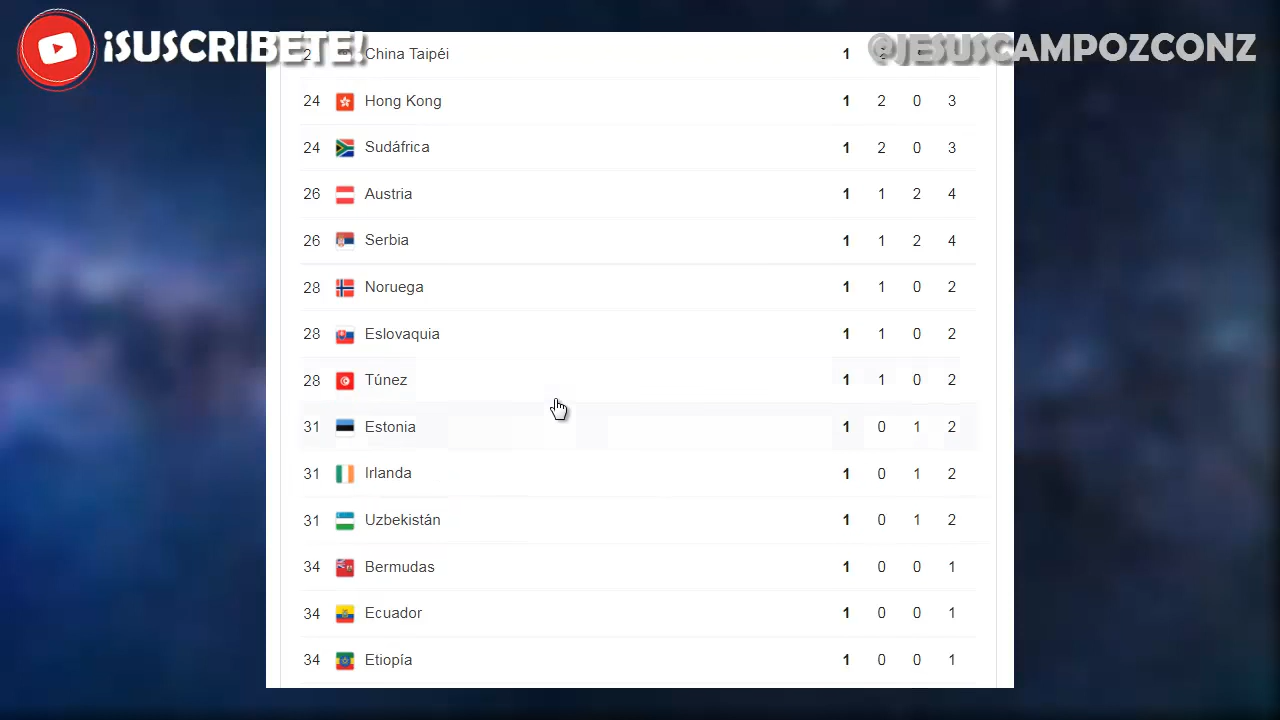 ¡SUSCRIBETE!
@JESUSCAMPOZCONZ
China Taipéi 1
24 Hong Kong 1 2 0 3
24 Sudáfrica 1 2 0 3
26 Austria 1 1 2 4
26 Serbia 1 1 2 4
28 Noruega 1 1 0 2
28 Eslovaquia 1 1 0 2
28 Túnez 1 1 0 2
31 Estonia 1 0 1 2
31 Irlanda 1 0 1 2
31 Uzbekistán 1 0 1 2
34 Bermudas 1 0 0 1
34 Ecuador 1 0 0 1
34 Etiopía 1 0 0 1